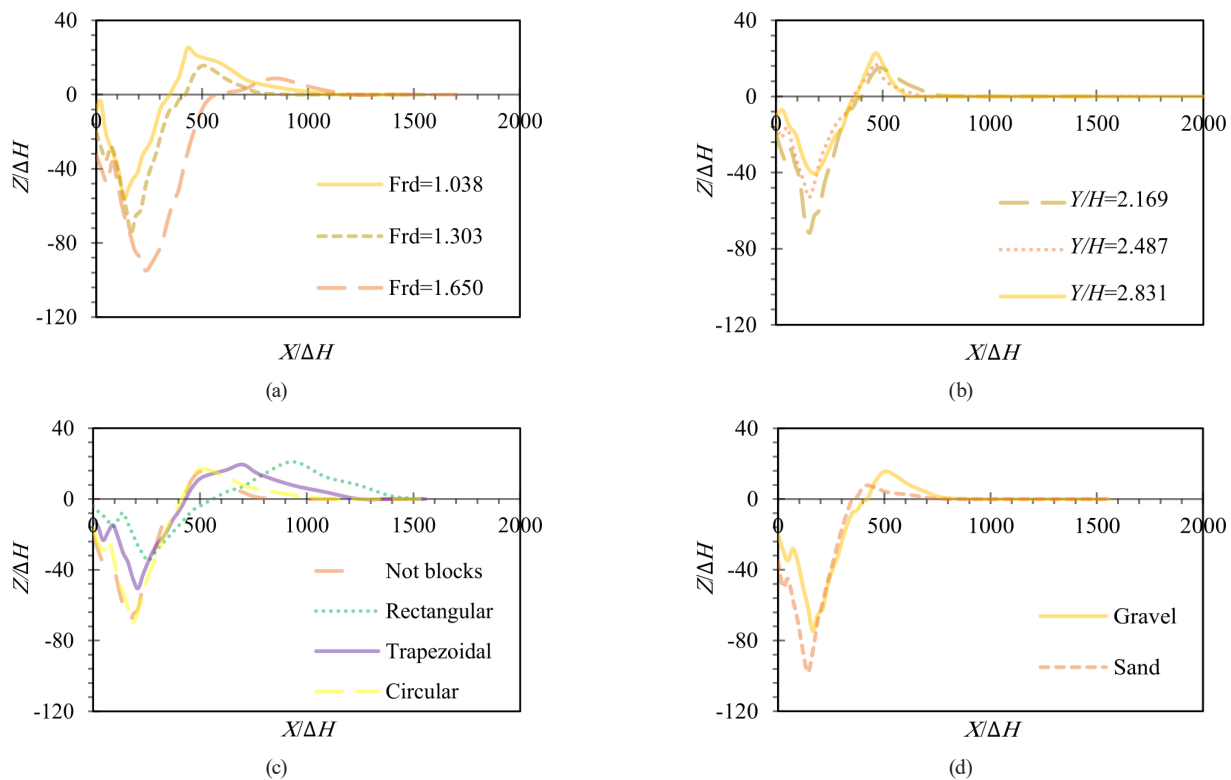 40
0
-40
-80
-120
0
500
1000
1500
2000
Z/ΔH
Frd=1.038
Frd=1.303
Frd=1.650
X/ΔH
(a)
40
0
-40
-80
-120
0
500
1000
1500
2000
Z/ΔH
Y/H=2.169
Y/H=2.487
Y/H=2.831
X/ΔH
(b)
40
0
-40
-80
-120
0
500
1000
1500
2000
Z/ΔH
Not blocks
Rectangular
Trapezoidal
Circular
X/ΔH
(c)
40
0
-40
-80
-120
0
500
1000
1500
2000
Z/ΔH
Gravel
Sand
X/ΔH
(d)